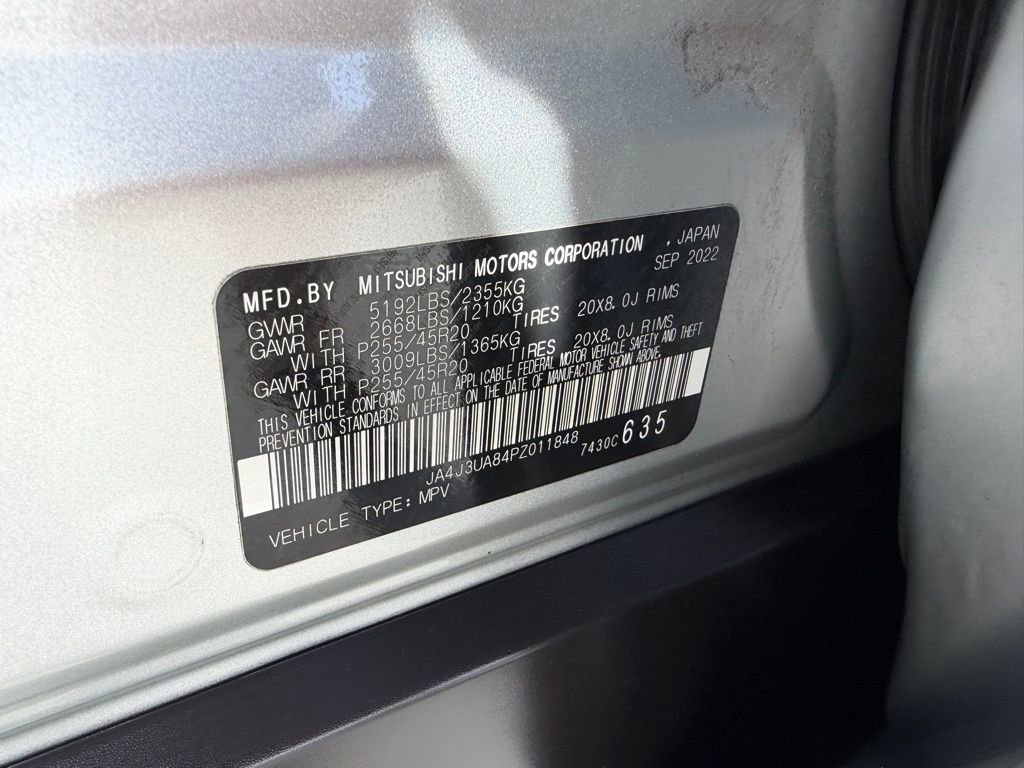 MFD.BY MITSUBISHI MOTORS CORPORATION , JAPAN
SEP 2022
GVWR 5192LBS/2355KG
GAWR FR 2668LBS/1210KG
WITH P255/45R20 TIRES 20X8.0J RIMS
GAWR RR 3009LBS/1365KG
WITH P255/45R20 TIRES 20X8.0J RIMS
THIS VEHICLE CONFORMS TO ALL APPLICABLE FEDERAL MOTOR VEHICLE SAFETY AND THEFT
PREVENTION STANDARDS IN EFFECT ON THE DATE OF MANUFACTURE SHOWN ABOVE.
JA4J3UA84PZ011848 7430C 635
VEHICLE TYPE: MPV